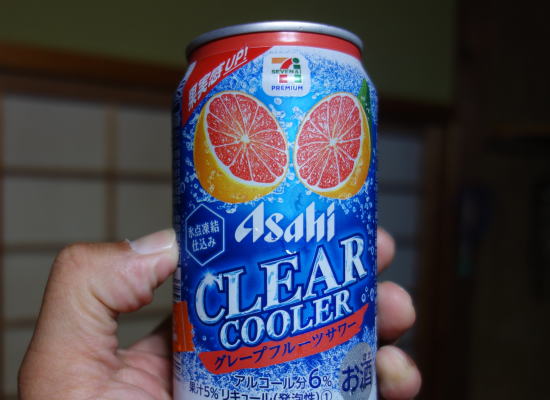 果実感UP!
SEVEN & i
PREMIUM
氷点凍結
仕込み
Asahi
CLEAR
COOLER
グレープフルーツサワー
アルコール分6%
果汁5% リキュール(発泡性)①
お酒